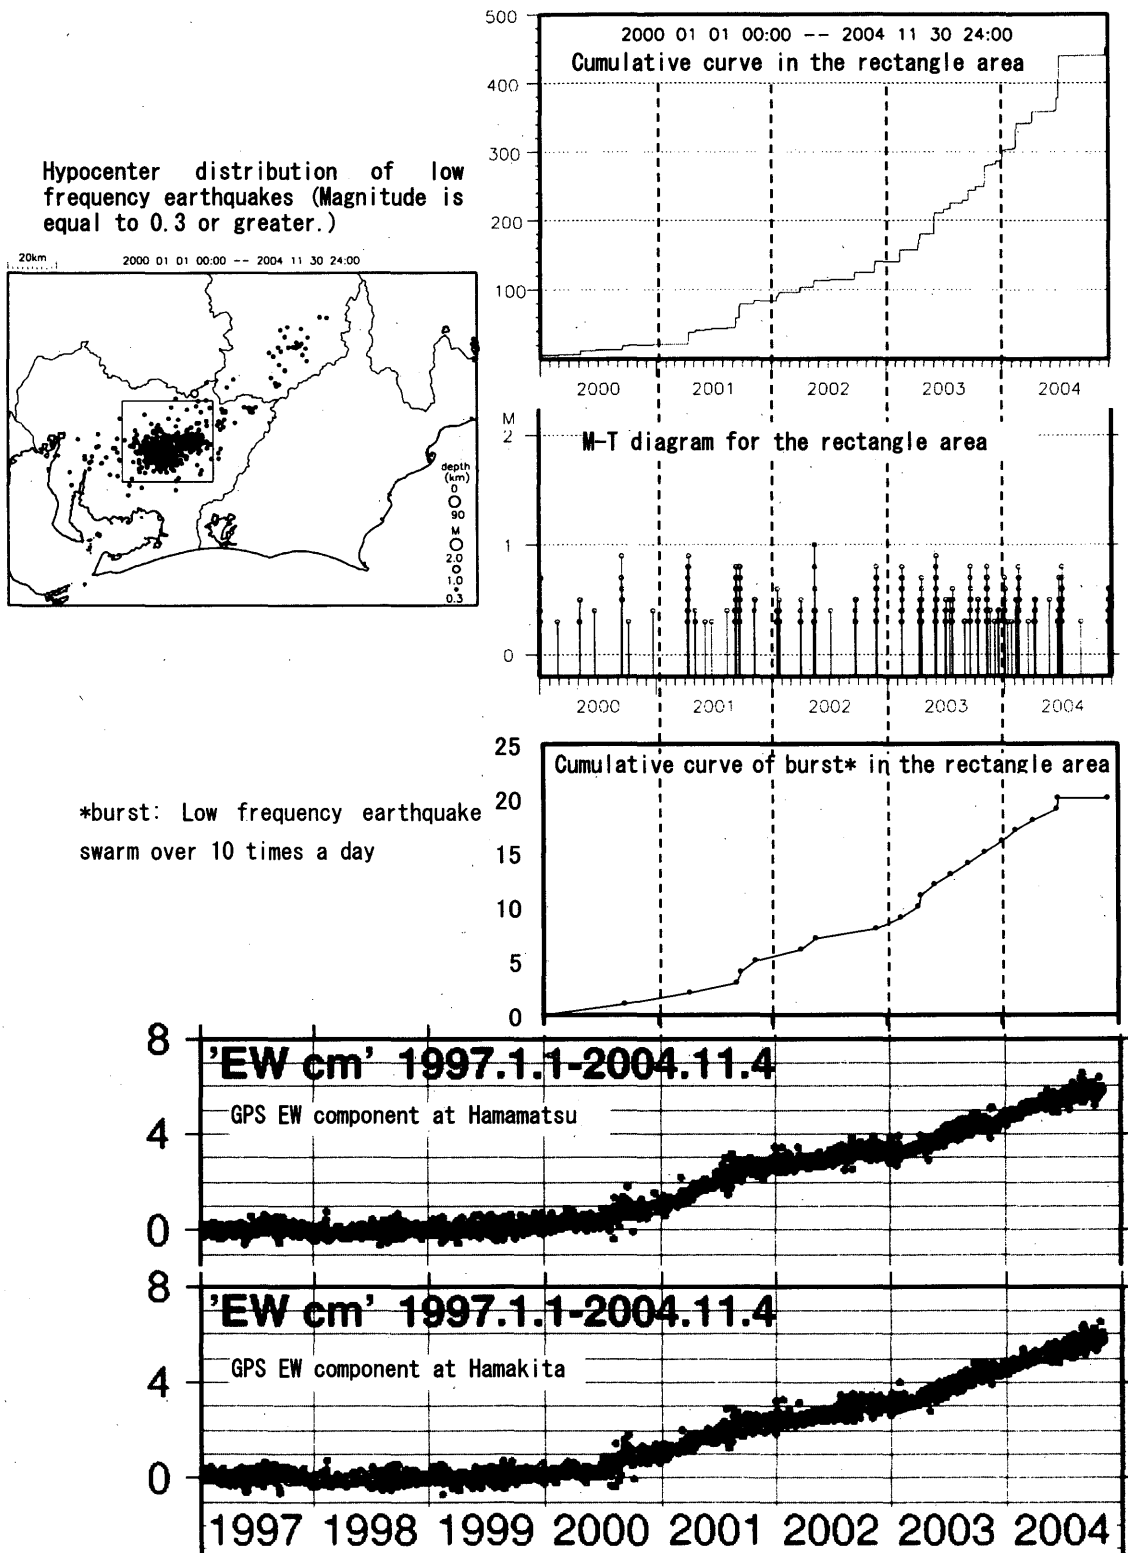 500
2000 01 01 00:00 -- 2004 11 30 24:00
Cumulative curve in the rectangle area
400
300
200
100
2000 2001 2002 2003 2004
Hypocenter distribution of low
frequency earthquakes (Magnitude is
equal to 0.3 or greater.)
20km 2000 01 01 00:00 -- 2004 11 30 24:00
depth
(km)
0
90
M
2.0
1.0
0.3
M
2
M-T diagram for the rectangle area
1
0
2000 2001 2002 2003 2004
25
Cumulative curve of burst* in the rectangle area
20
15
10
5
0
*burst: Low frequency earthquake
swarm over 10 times a day
8
'EW cm' 1997.1.1-2004.11.4
GPS EW component at Hamamatsu
4
0
8
'EW cm' 1997.1.1-2004.11.4
GPS EW component at Hamakita
4
0
1997 1998 1999 2000 2001 2002 2003 2004